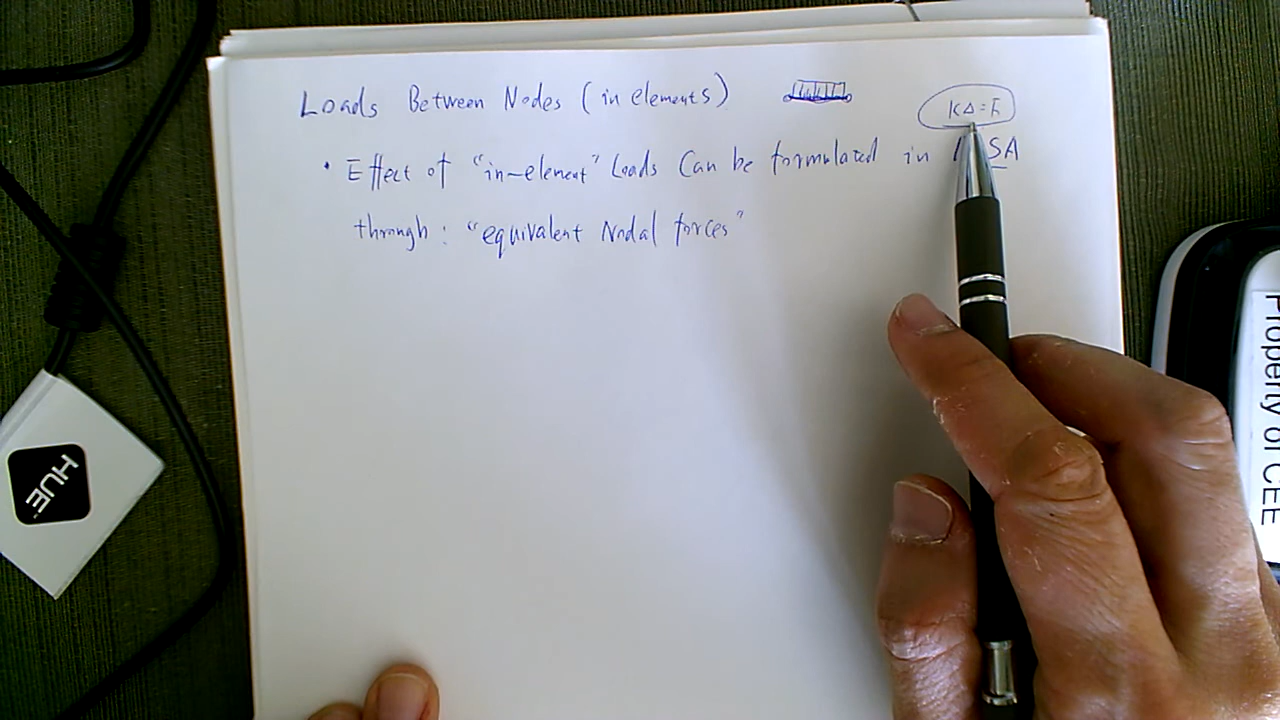 Loads Between Nodes (in elements)
KΔ=F
• Effect of "in-element" Loads Can be formulated in SA
through: "equivalent Nodal forces"
HUE
Property of CEE